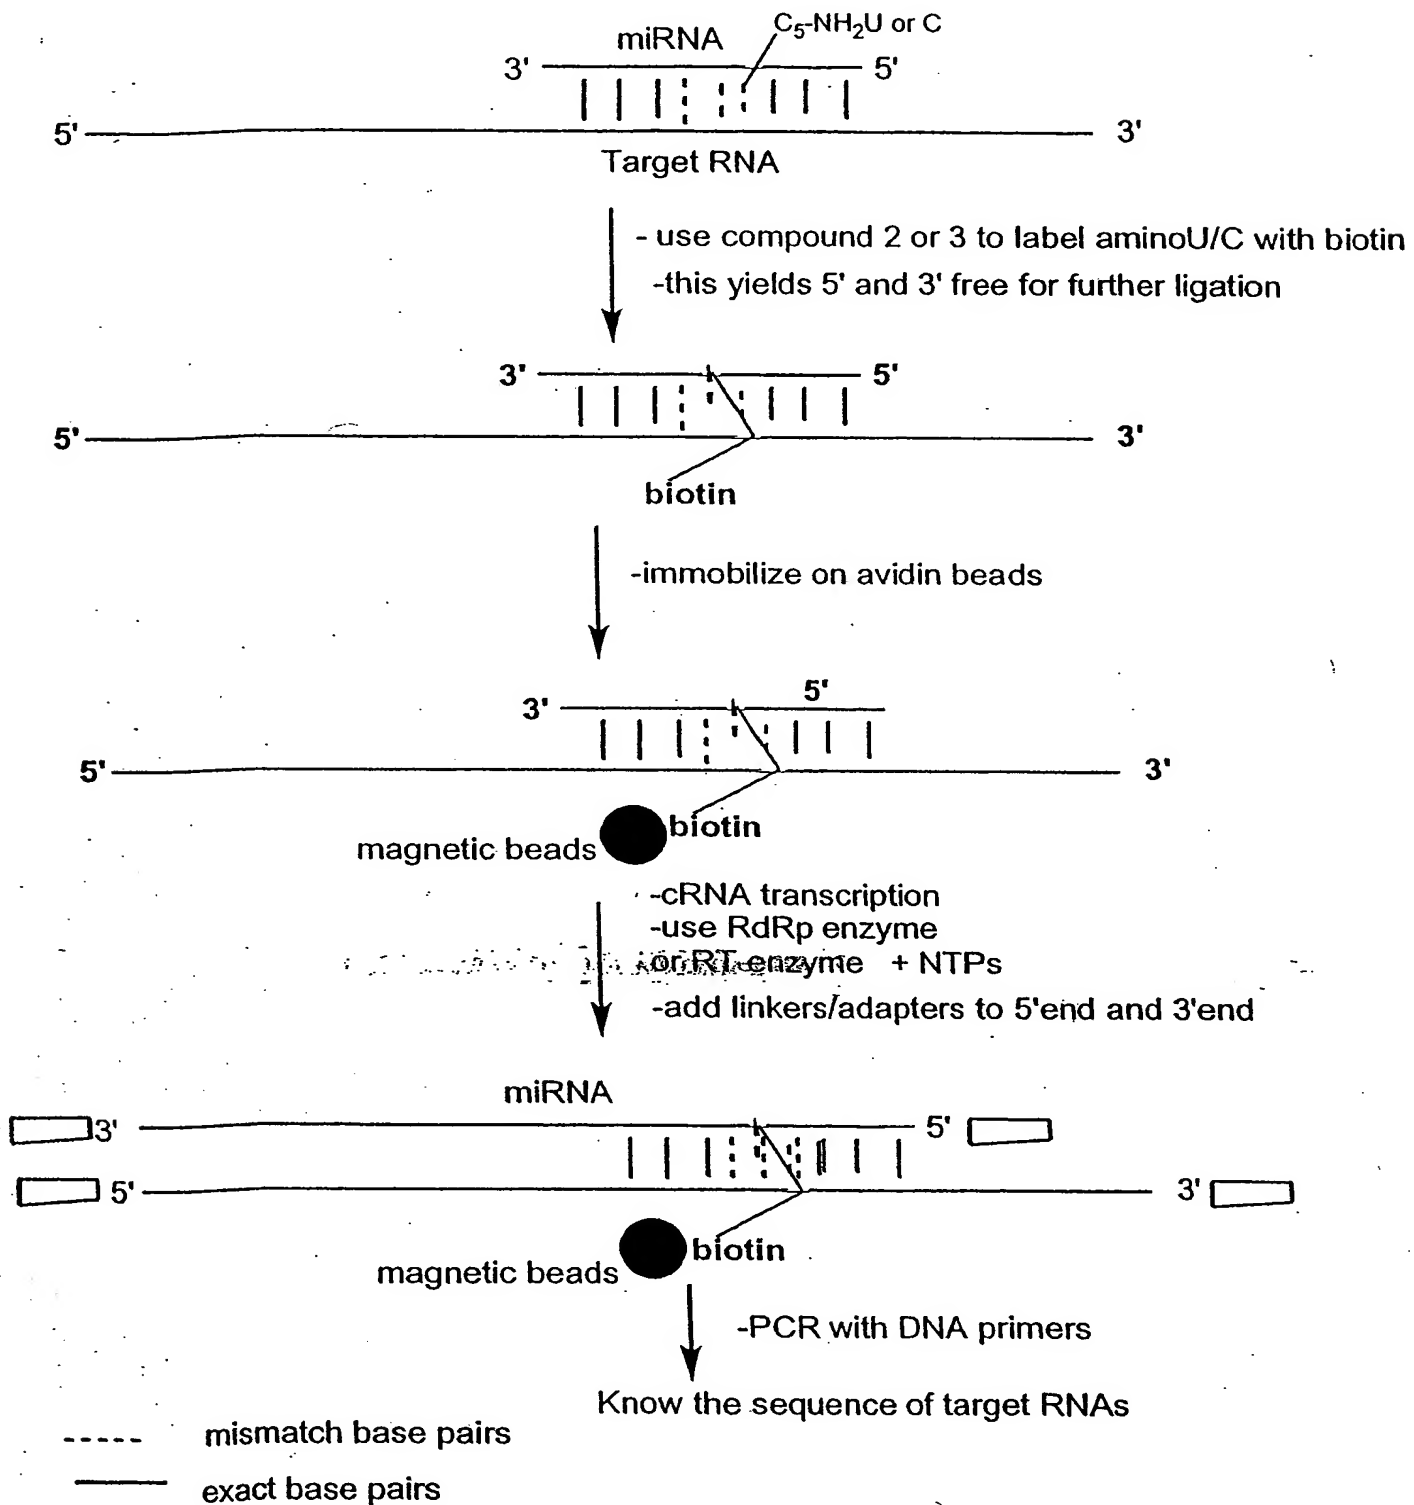 C5-NH2U or C
miRNA
3' 5'
5' 3'
Target RNA
- use compound 2 or 3 to label aminoU/C with biotin
-this yields 5' and 3' free for further ligation
3' 5'
5' 3'
biotin
-immobilize on avidin beads
5'
3'
5' 3'
biotin
magnetic beads
-cRNA transcription
-use RdRp enzyme
or RT enzyme + NTPs
-add linkers/adapters to 5'end and 3'end
miRNA
3' 5'
5' 3'
biotin
magnetic beads
-PCR with DNA primers
Know the sequence of target RNAs
mismatch base pairs
exact base pairs